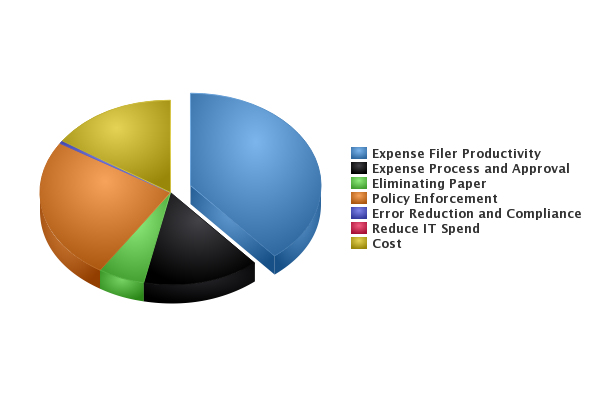 Expense Filer Productivity
Expense Process and Approval
Eliminating Paper
Policy Enforcement
Error Reduction and Compliance
Reduce IT Spend
Cost